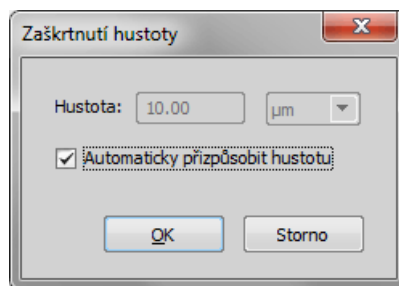 Zaškrtnutí hustoty
Hustota: 10.00 µm
Automaticky přizpůsobit hustotu
OK Storno